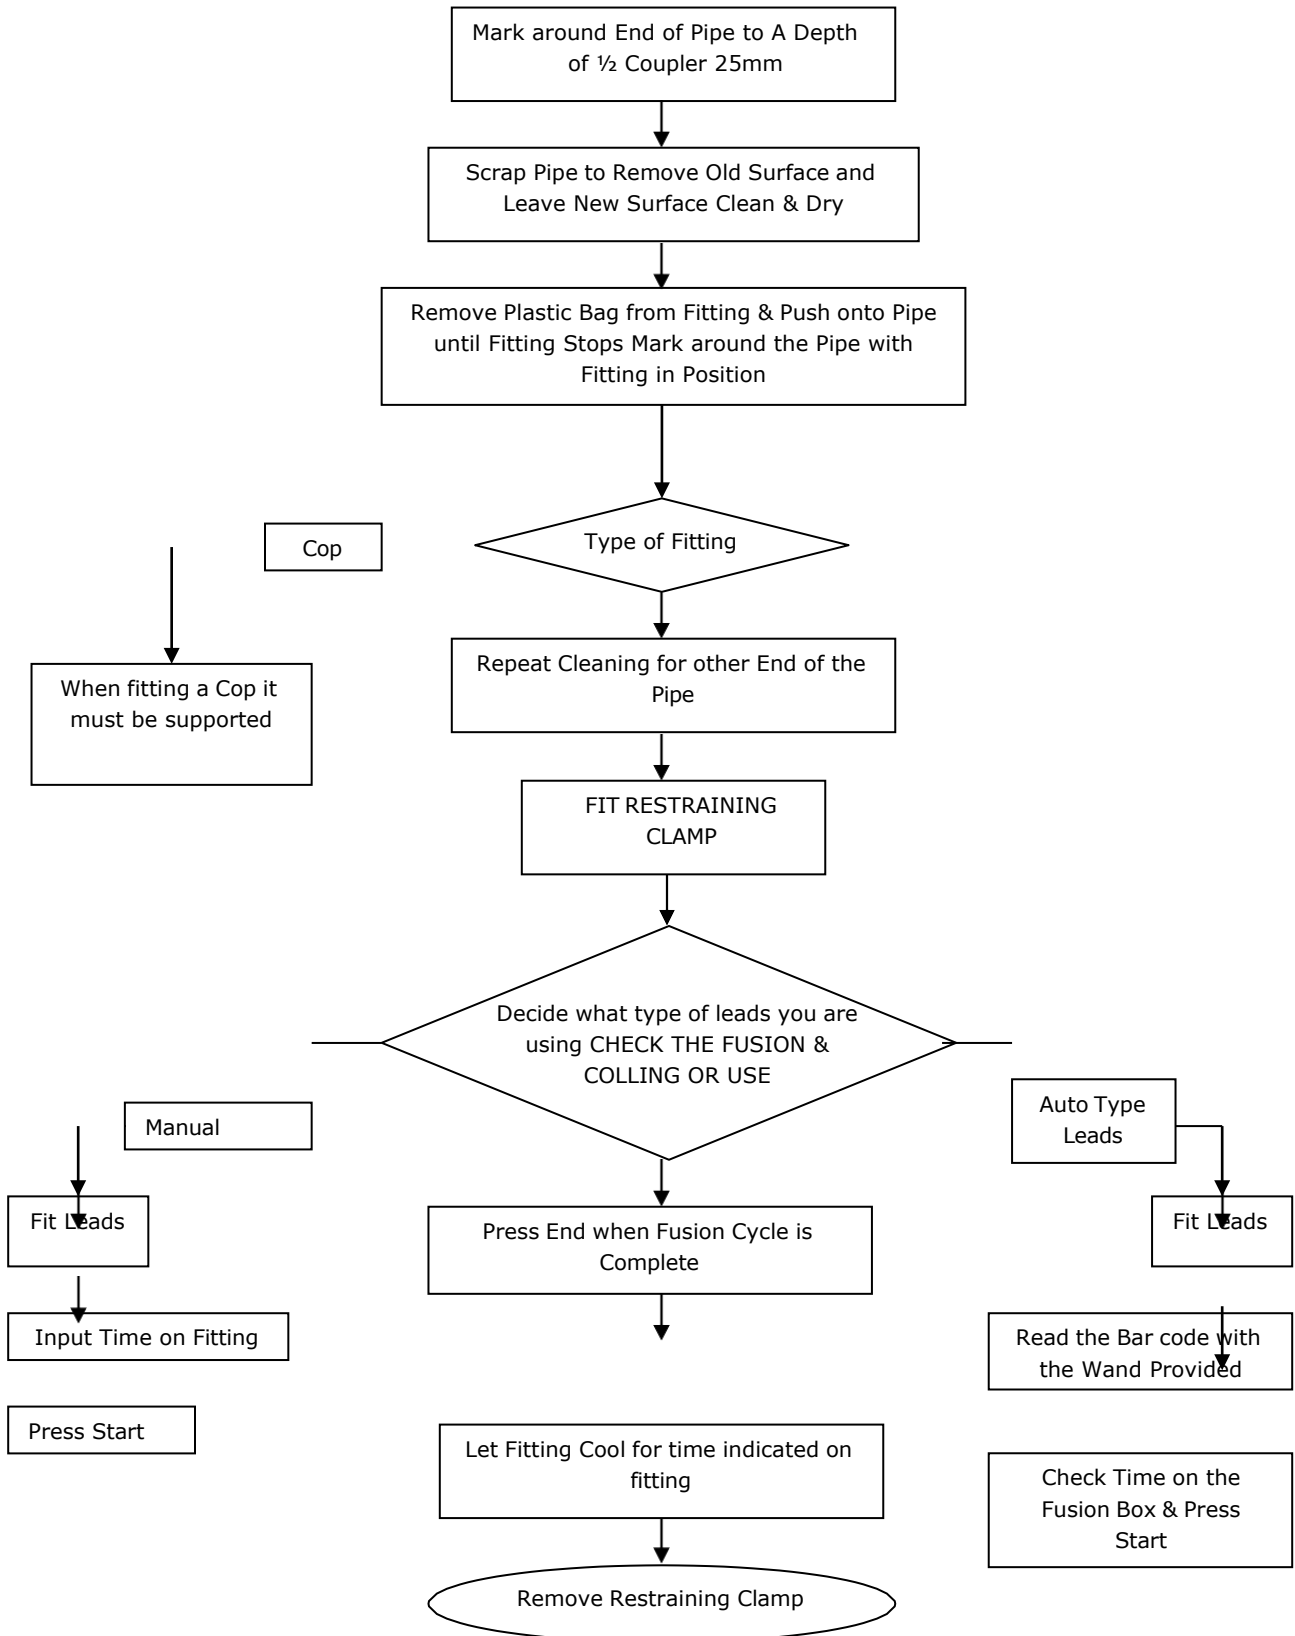 Mark around End of Pipe to A Depth
of ½ Coupler 25mm
Scrap Pipe to Remove Old Surface and
Leave New Surface Clean & Dry
Remove Plastic Bag from Fitting & Push onto Pipe
until Fitting Stops Mark around the Pipe with
Fitting in Position
Type of Fitting
Cop
When fitting a Cop it
must be supported
Repeat Cleaning for other End of the
Pipe
FIT RESTRAINING
CLAMP
Decide what type of leads you are
using CHECK THE FUSION &
COLLING OR USE
Manual
Fit Leads
Input Time on Fitting
Press Start
Auto Type
Leads
Fit Leads
Read the Bar code with
the Wand Provided
Check Time on the
Fusion Box & Press
Start
Press End when Fusion Cycle is
Complete
Let Fitting Cool for time indicated on
fitting
Remove Restraining Clamp